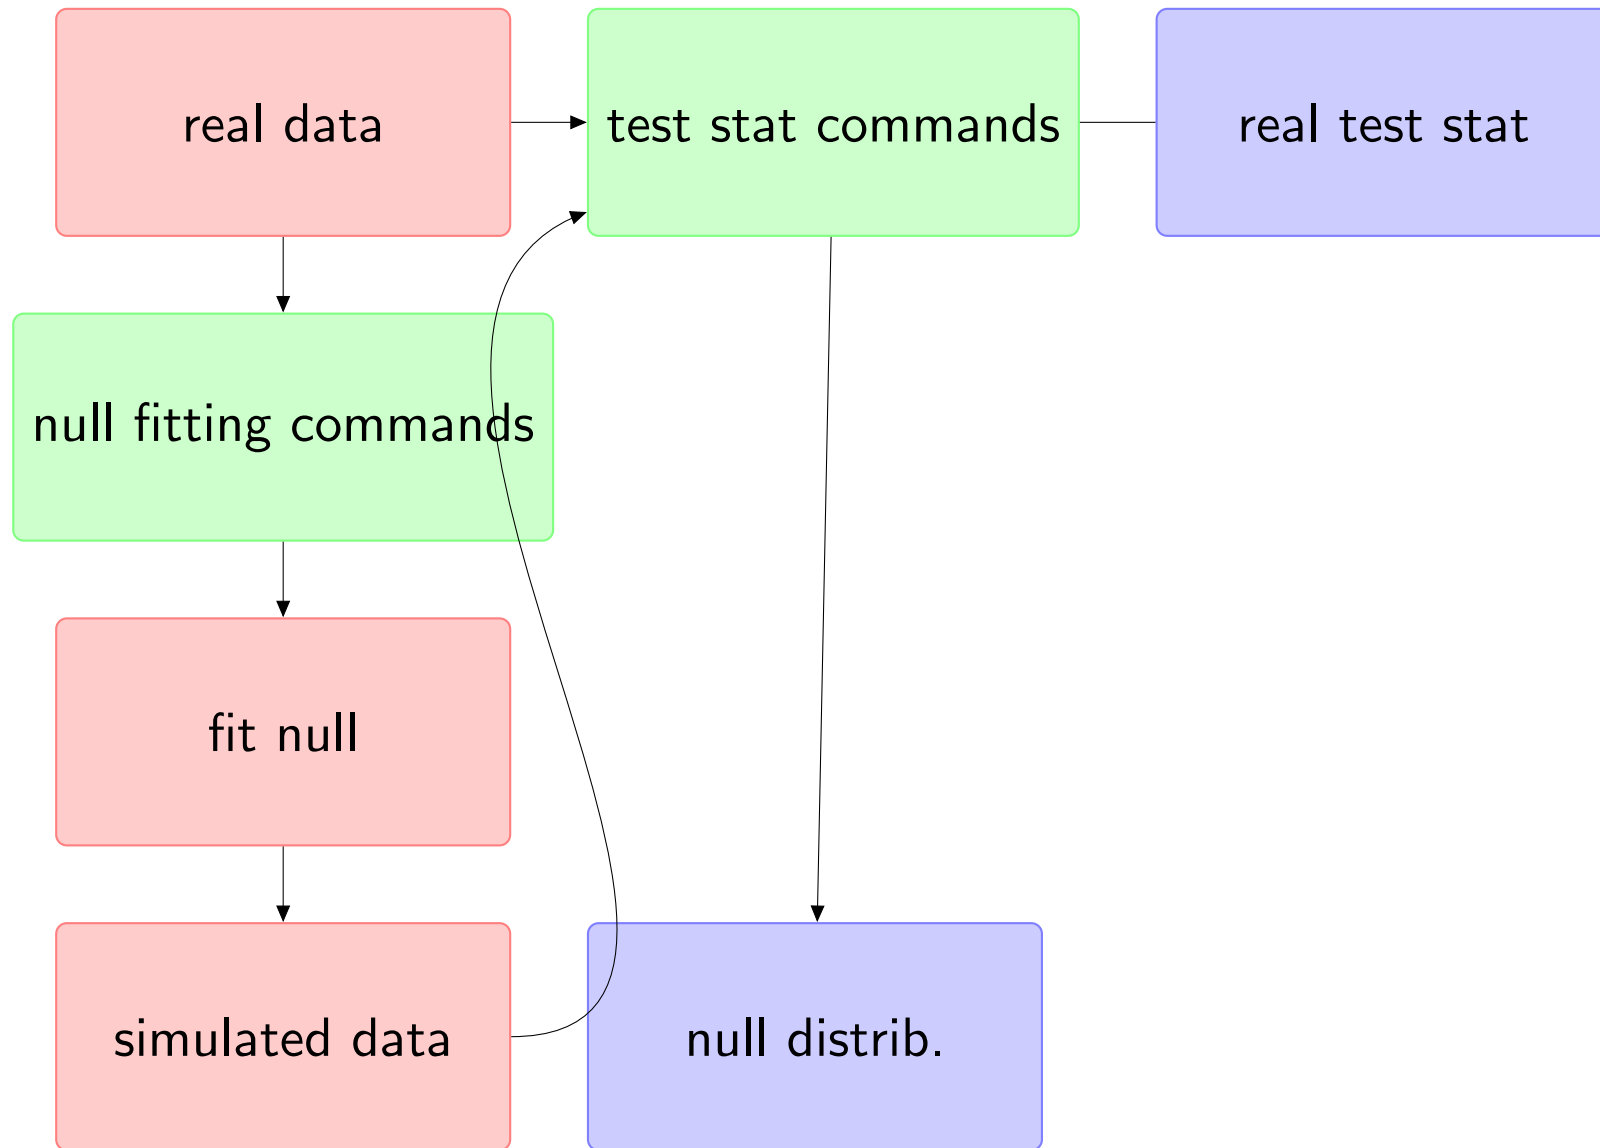 real data
test stat commands
real test stat
null fitting commands
fit null
simulated data
null distrib.